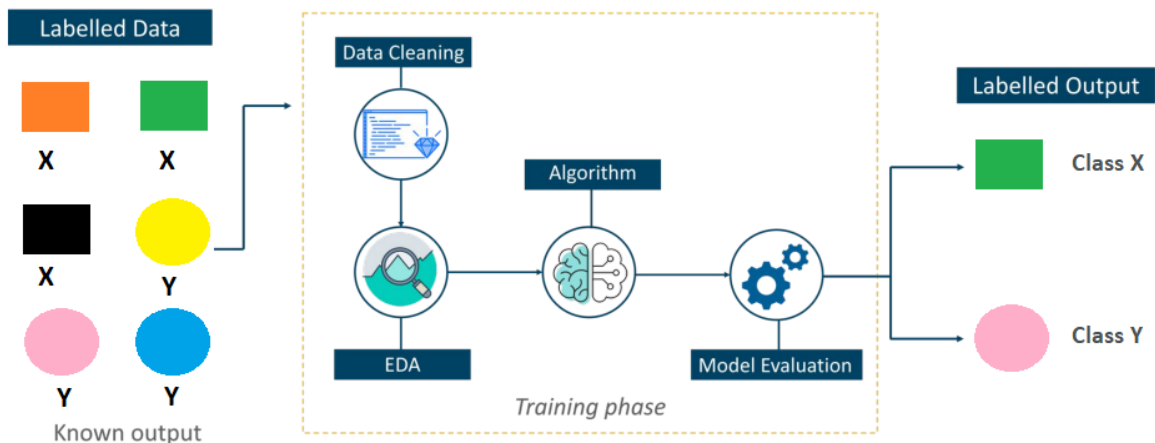 Labelled Data
X
X
X
Y
Y
Y
Known output
Data Cleaning
EDA
Algorithm
Model Evaluation
Training phase
Labelled Output
Class X
Class Y